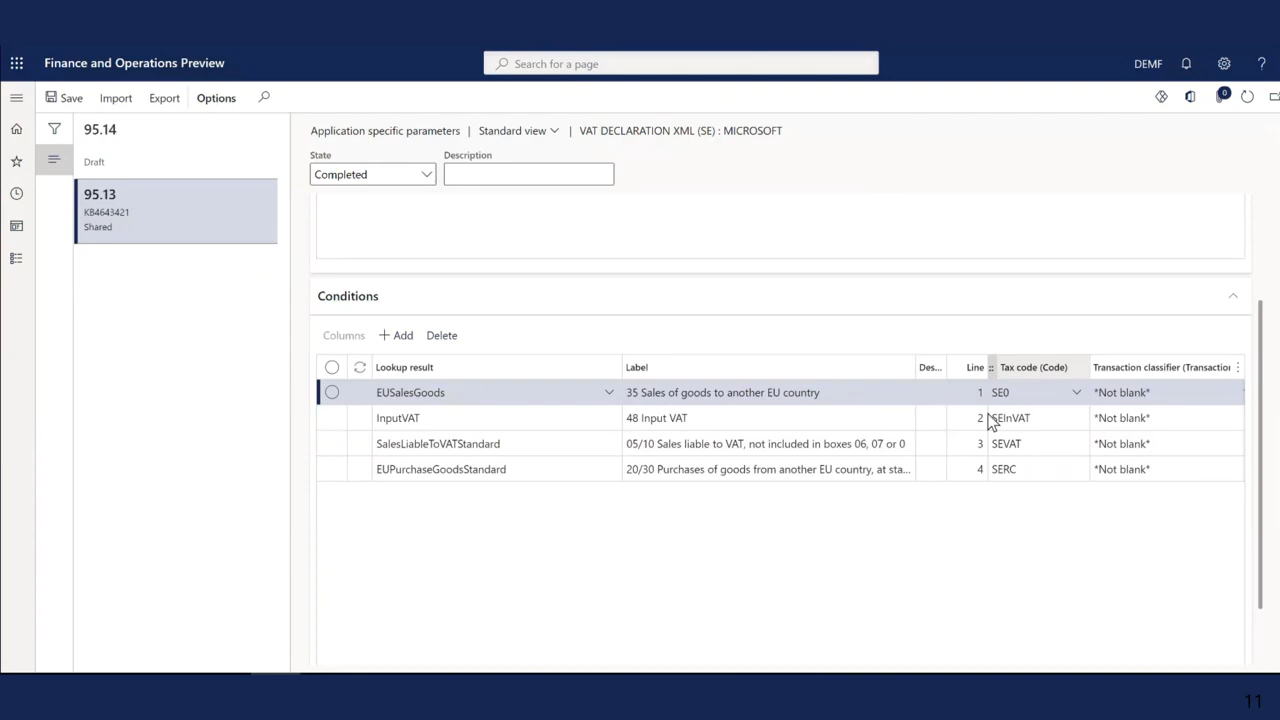 Finance and Operations Preview
Search for a page
DEMF
?
Save Import Export Options
0
95.14
Draft
95.13
KB4643421
Shared
Application specific parameters | Standard view | VAT DECLARATION XML (SE) : MICROSOFT
State Description
Completed
Conditions
Columns + Add Delete
Lookup result Label Des... Line Tax code (Code) Transaction classifier (Transaction
EUSalesGoods 35 Sales of goods to another EU country 1 SE0 *Not blank*
InputVAT 48 Input VAT 2 SEInVAT *Not blank*
SalesLiableToVATStandard 05/10 Sales liable to VAT, not included in boxes 06, 07 or 0 3 SEVAT *Not blank*
EUPurchaseGoodsStandard 20/30 Purchases of goods from another EU country, at sta... 4 SERC *Not blank*
11